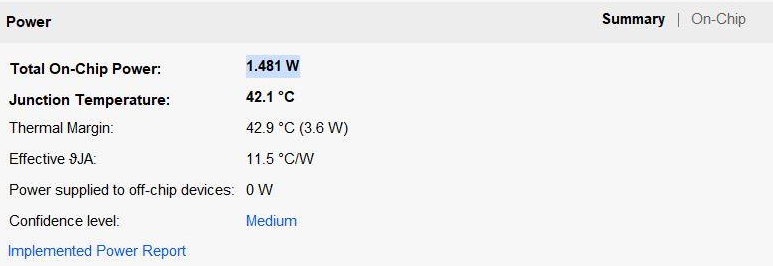 Power Summary | On-Chip
Total On-Chip Power: 1.481 W
Junction Temperature: 42.1 °C
Thermal Margin: 42.9 °C (3.6 W)
Effective ϑJA: 11.5 °C/W
Power supplied to off-chip devices: 0 W
Confidence level: Medium
Implemented Power Report